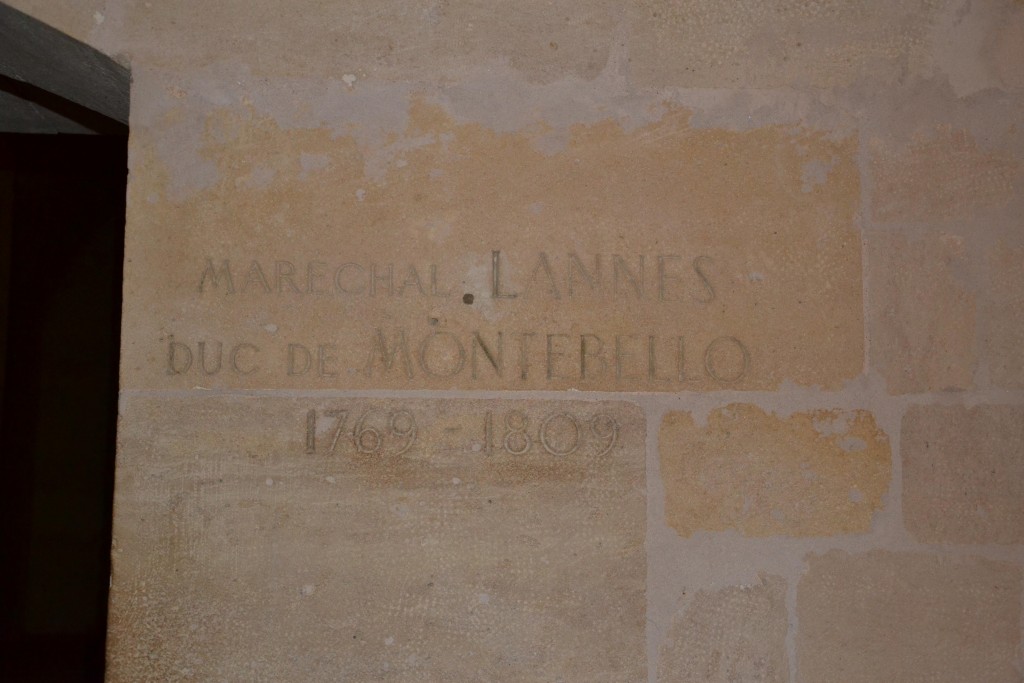 MARECHAL . LANNES
DUC DE MONTEBELLO
1769 - 1809